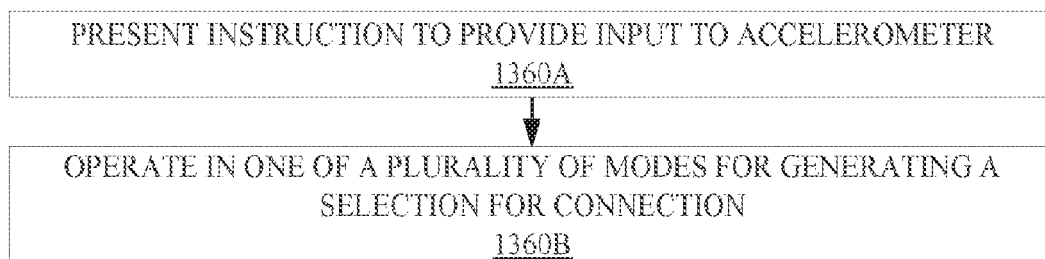 PRESENT INSTRUCTION TO PROVIDE INPUT TO ACCELEROMETER
1360A
OPERATE IN ONE OF A PLURALITY OF MODES FOR GENERATING A
SELECTION FOR CONNECTION
1360B